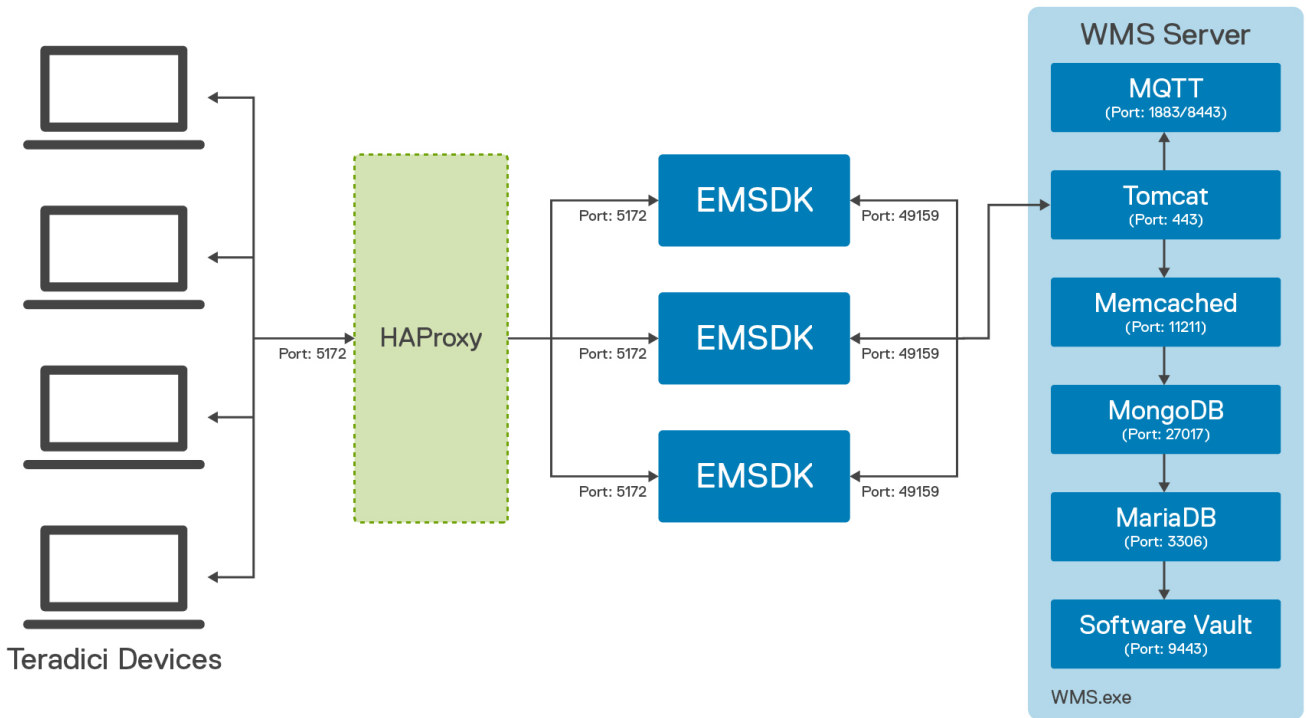 WMS Server
MQTT
(Port: 1883/8443)
Tomcat
(Port: 443)
Memcached
(Port: 11211)
MongoDB
(Port: 27017)
MariaDB
(Port: 3306)
Software Vault
(Port: 9443)
WMS.exe
EMSDK
Port: 5172
Port: 49159
HAProxy
Port: 5172
EMSDK
Port: 5172
Port: 49159
EMSDK
Port: 5172
Port: 49159
Teradici Devices